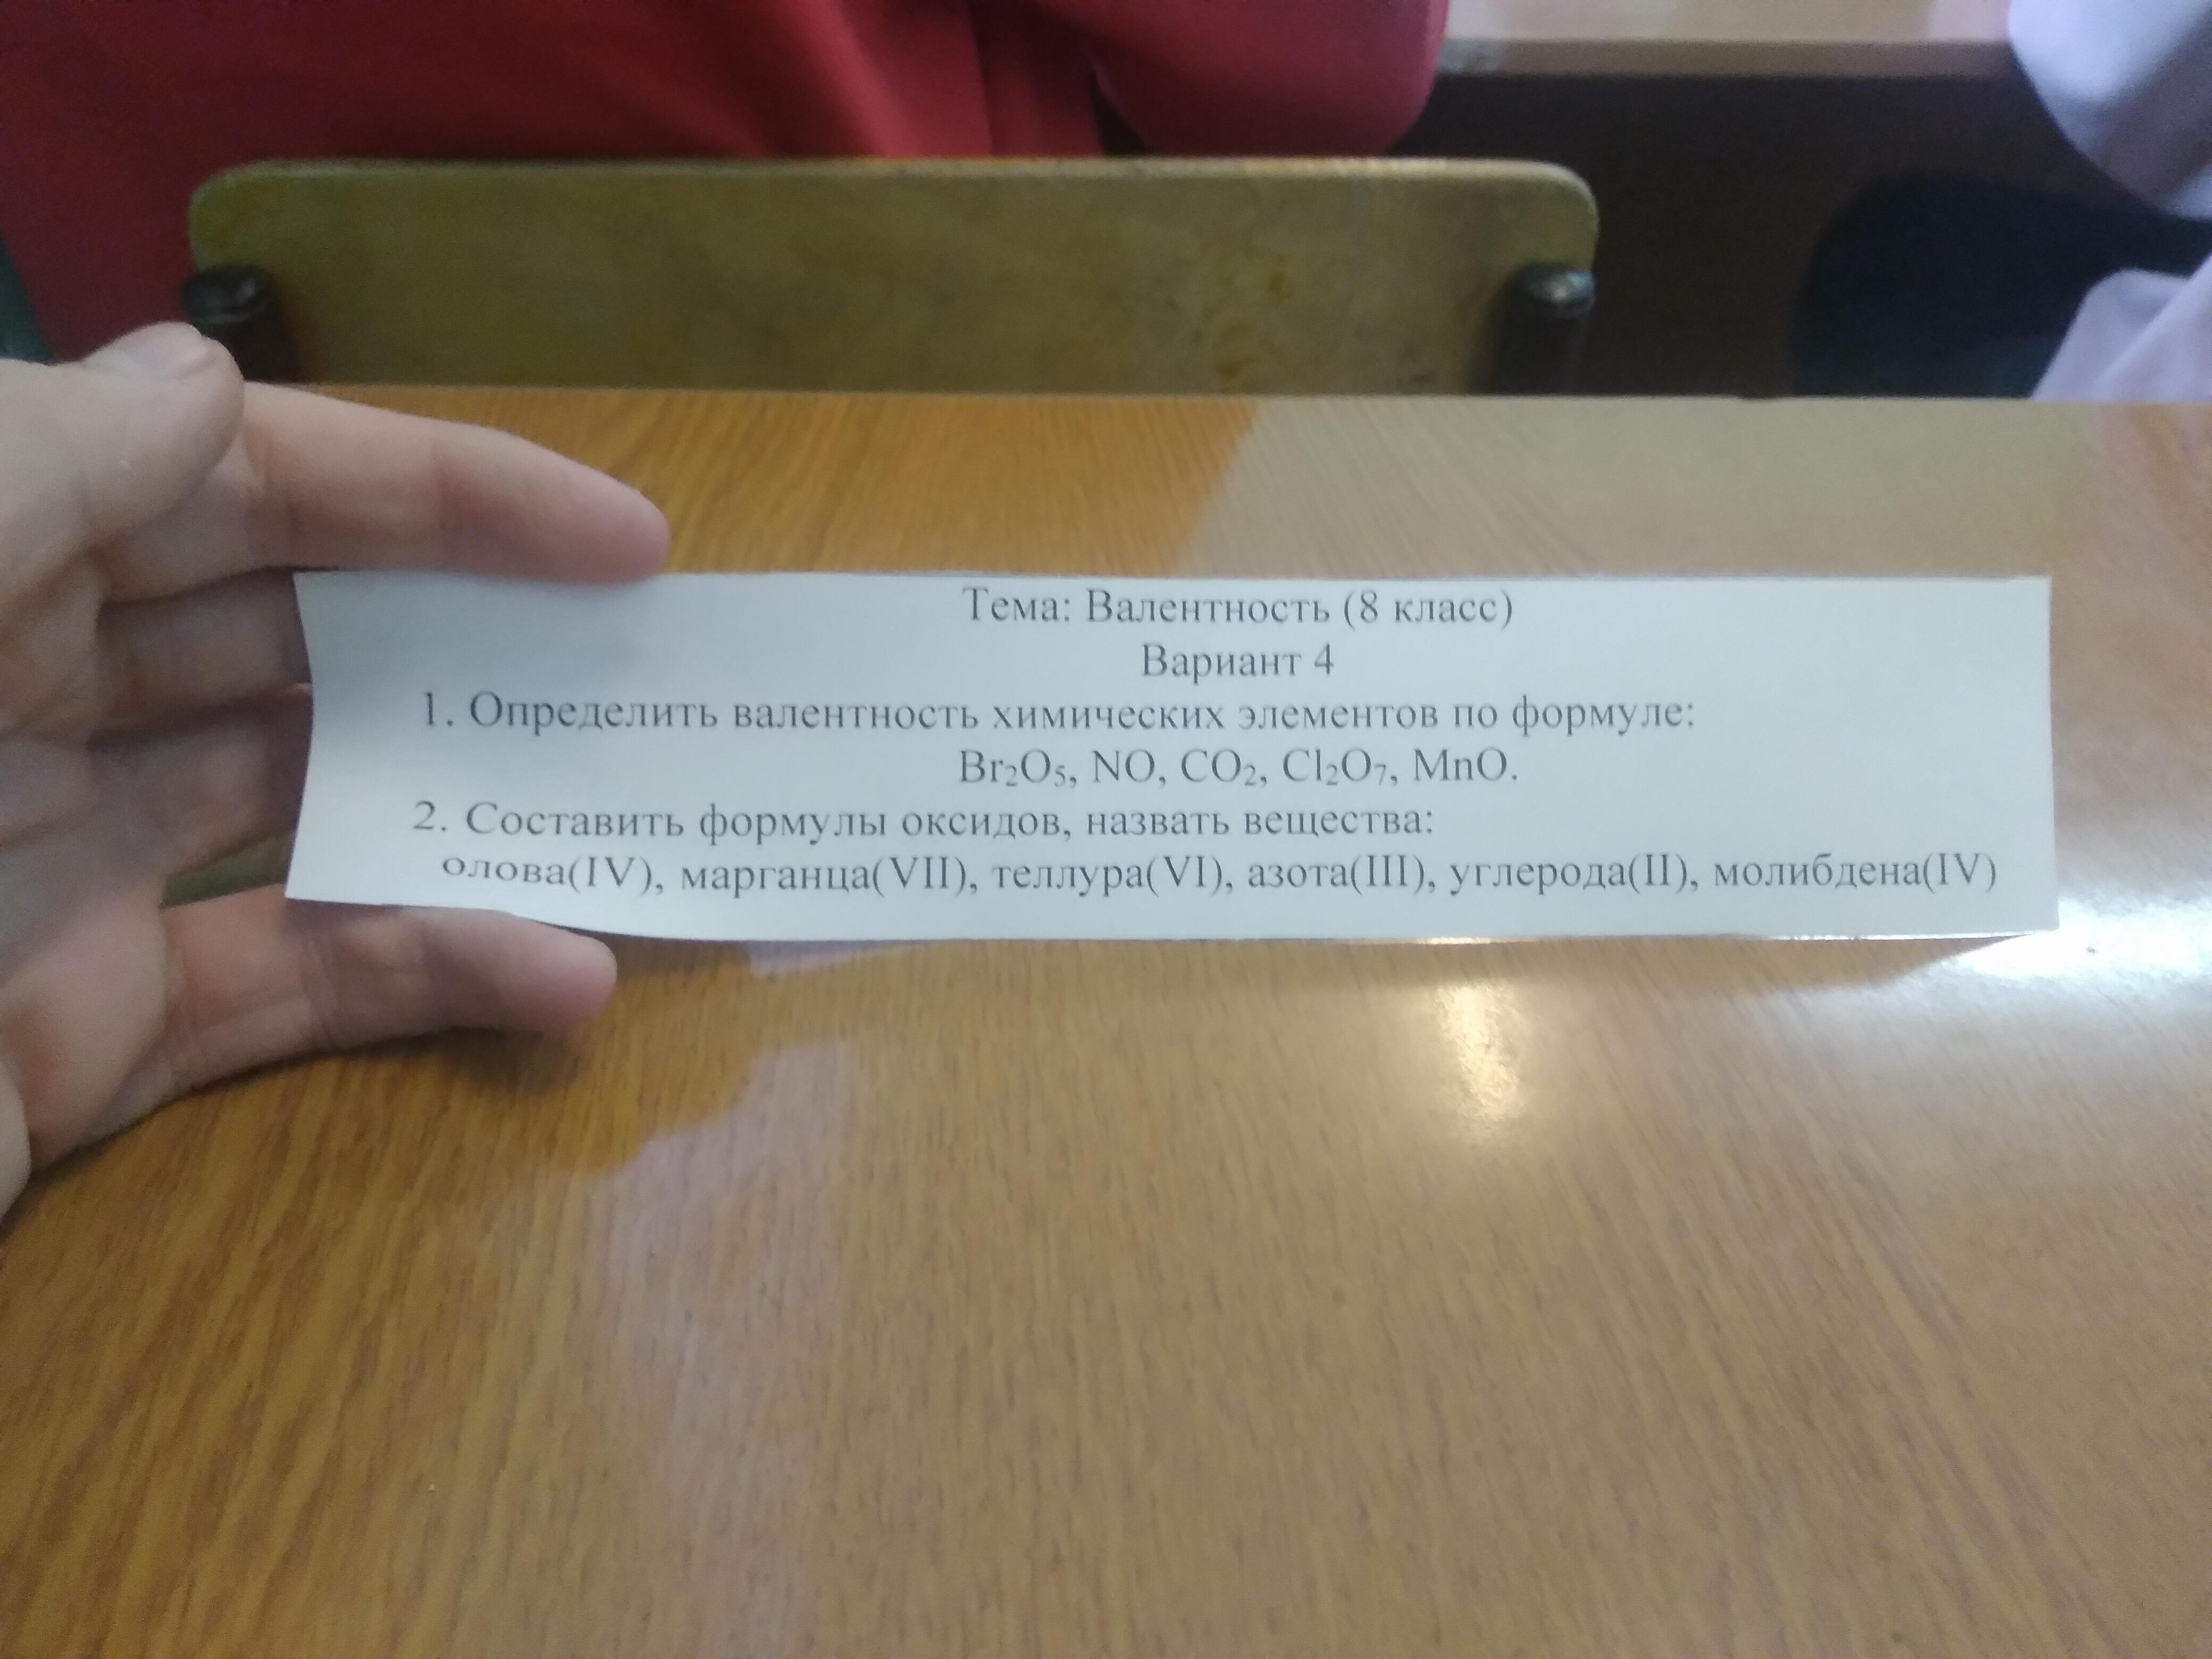 Тема: Валентность (8 класс)
Вариант 4
1. Определить валентность химических элементов по формуле:
Br₂O₅, NO, CO₂, Cl₂O₇, MnO.
2. Составить формулы оксидов, назвать вещества:
олова(IV), марганца(VII), теллура(VI), азота(III), углерода(II), молибдена(IV)